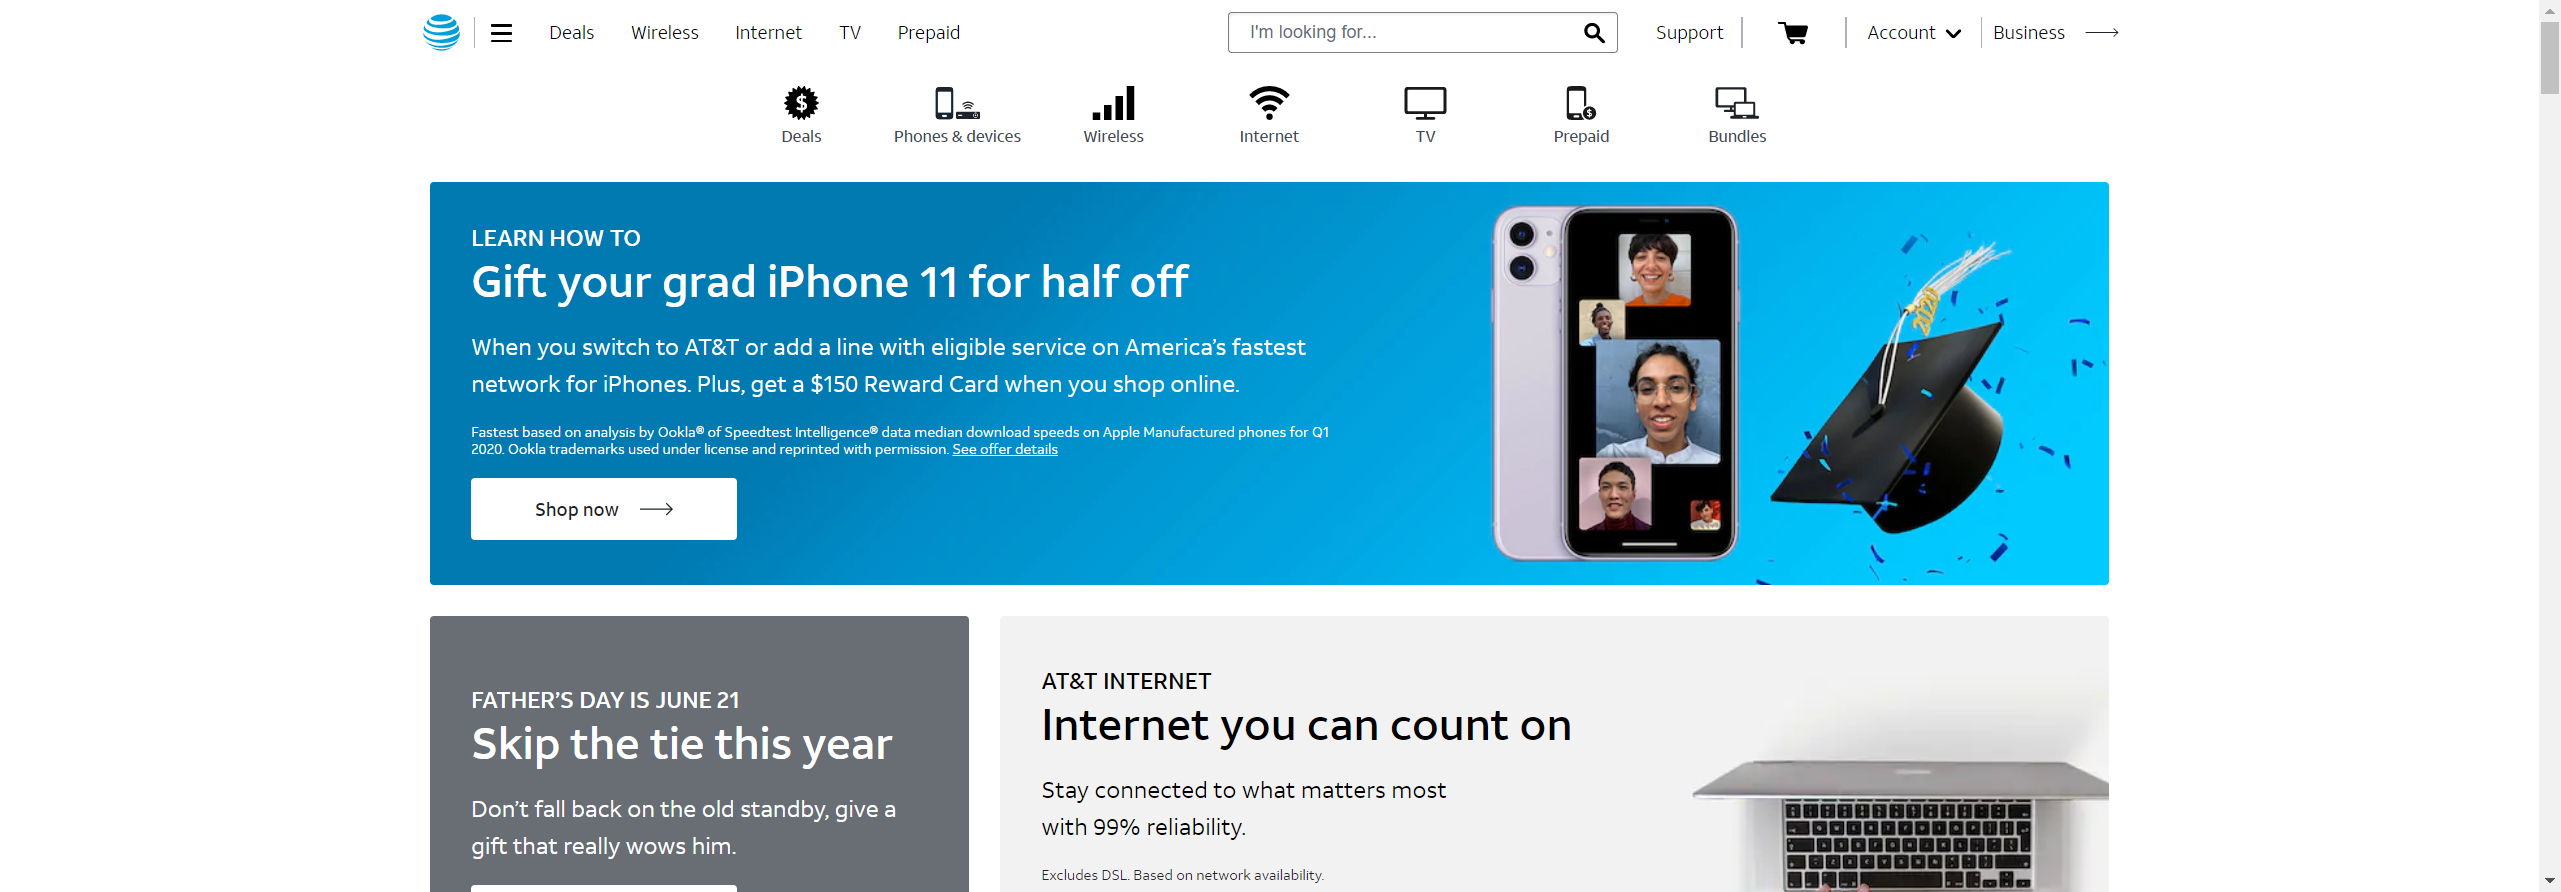 Deals
Wireless
Internet
TV
Prepaid
I'm looking for...
Support
Account
Business
Deals
Phones & devices
Wireless
Internet
TV
Prepaid
Bundles
LEARN HOW TO
Gift your grad iPhone 11 for half off
When you switch to AT&T or add a line with eligible service on America’s fastest
network for iPhones. Plus, get a $150 Reward Card when you shop online.
Fastest based on analysis by Ookla® of Speedtest Intelligence® data median download speeds on Apple Manufactured phones for Q1
2020. Ookla trademarks used under license and reprinted with permission. See offer details
Shop now
FATHER’S DAY IS JUNE 21
Skip the tie this year
Don’t fall back on the old standby, give a
gift that really wows him.
AT&T INTERNET
Internet you can count on
Stay connected to what matters most
with 99% reliability.
Excludes DSL. Based on network availability.